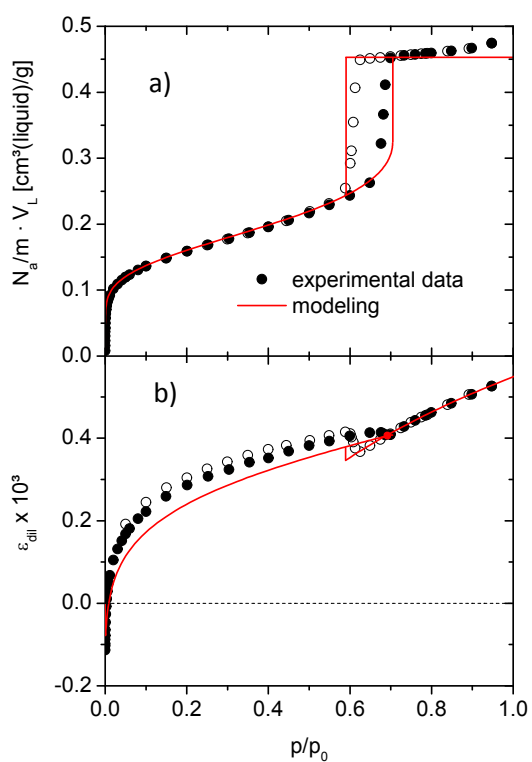 0.5
a)
0.4
0.3
0.2
0.1
0.0
Nₐ/m · V_L [cm³(liquid)/g]
experimental data
modeling
b)
0.4
0.2
0.0
-0.2
ε_dil x 10³
0.0 0.2 0.4 0.6 0.8 1.0
p/p₀